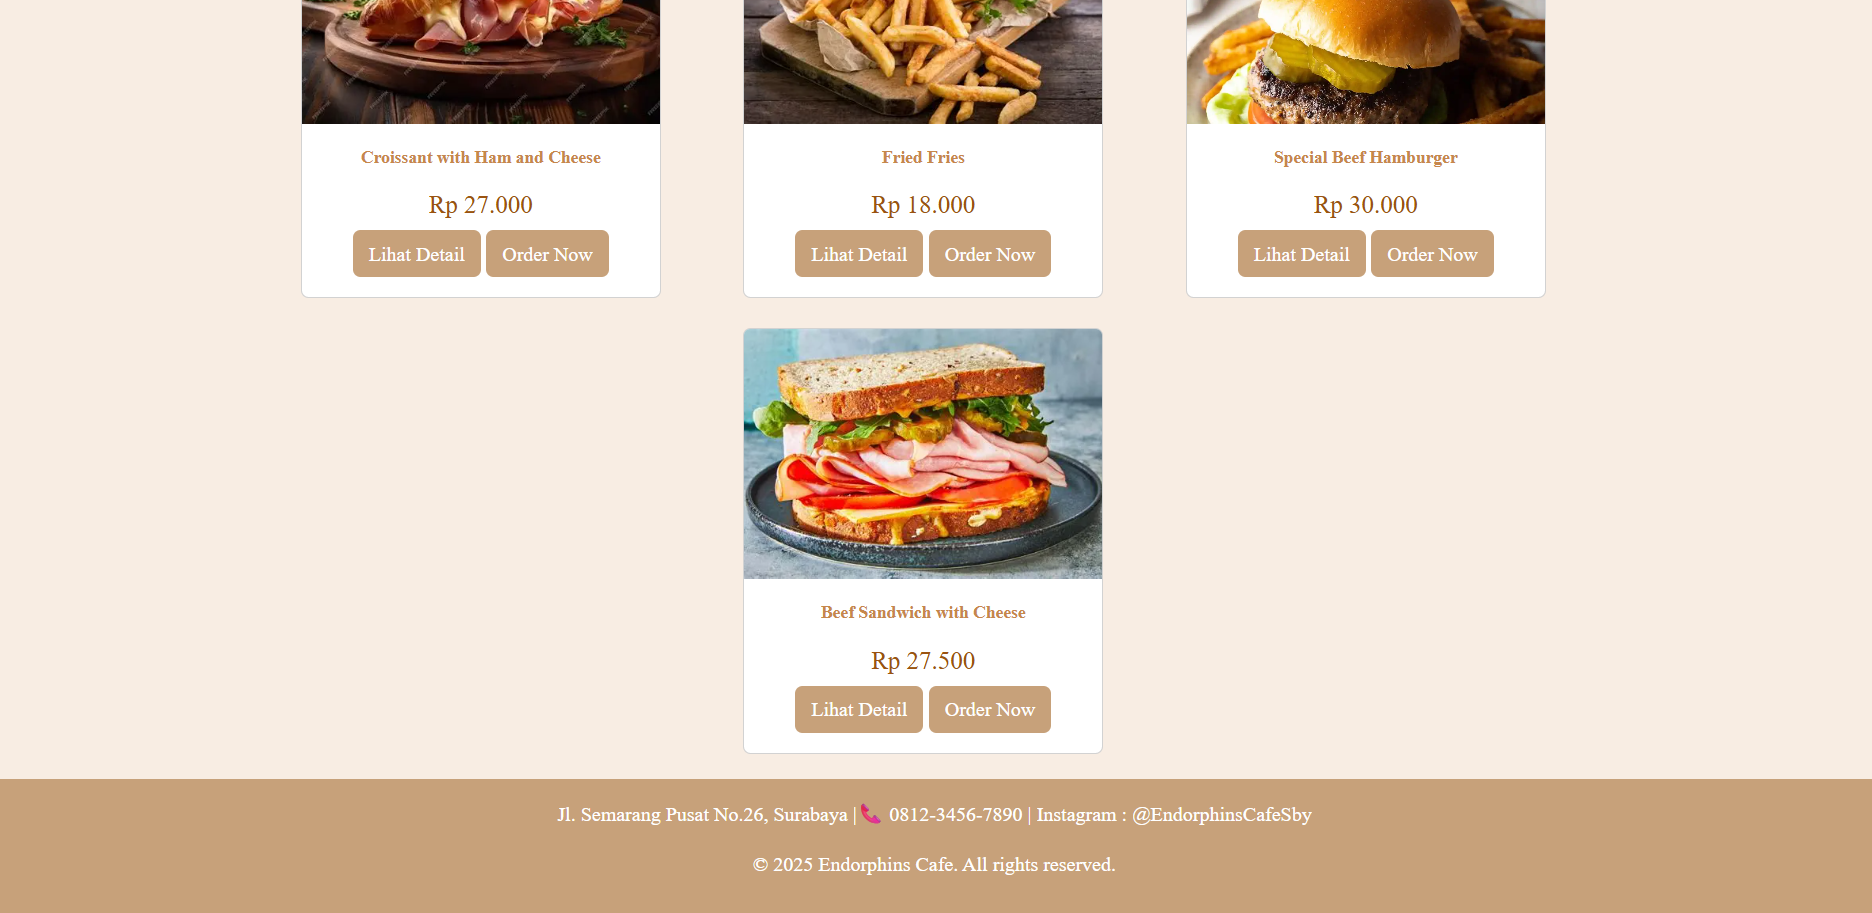 Croissant with Ham and Cheese
Rp 27.000
Lihat Detail Order Now
Fried Fries
Rp 18.000
Lihat Detail Order Now
Special Beef Hamburger
Rp 30.000
Lihat Detail Order Now
Beef Sandwich with Cheese
Rp 27.500
Lihat Detail Order Now
Jl. Semarang Pusat No.26, Surabaya | 📞 0812-3456-7890 | Instagram : @EndorphinsCafeSby
© 2025 Endorphins Cafe. All rights reserved.